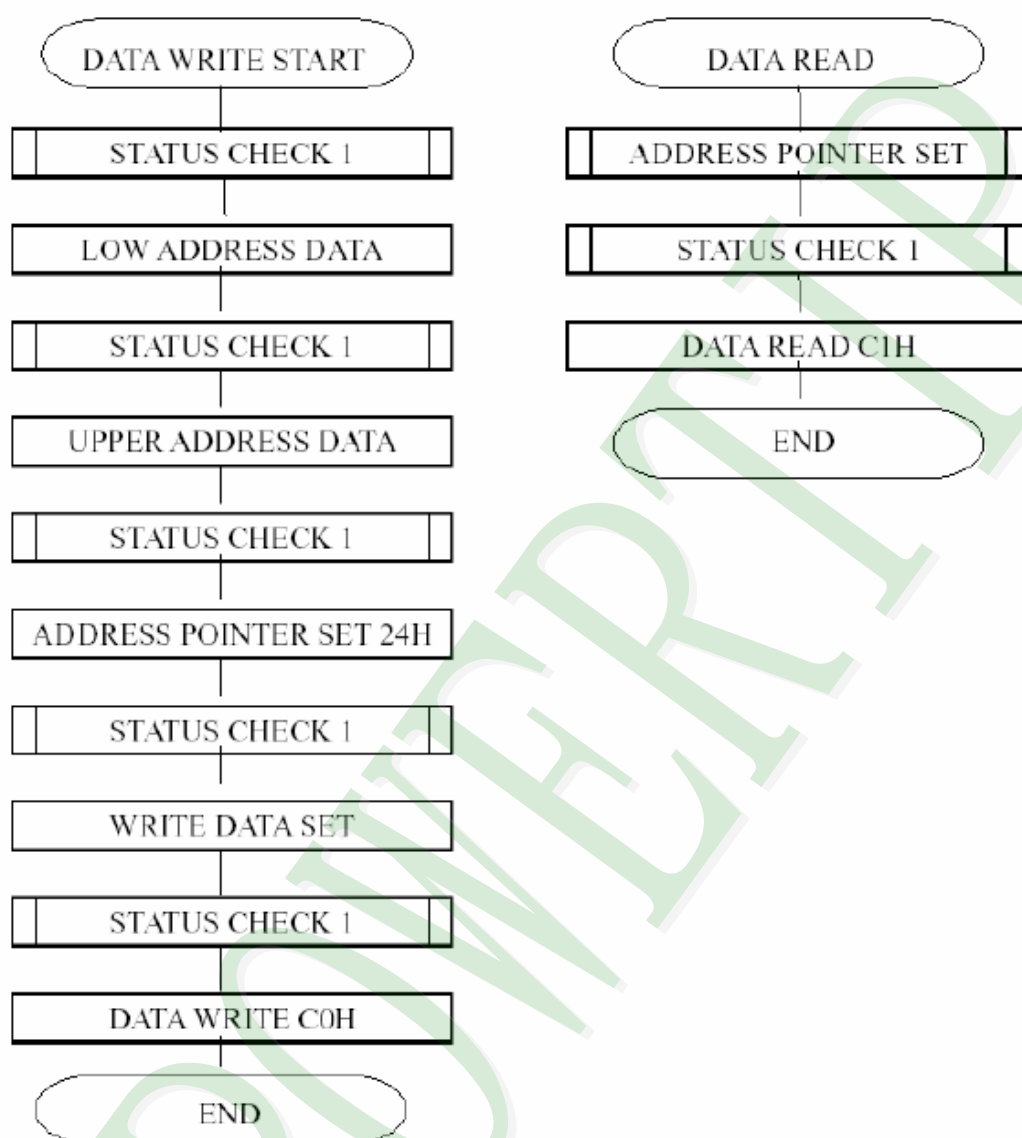 DATA WRITE START
STATUS CHECK 1
LOW ADDRESS DATA
STATUS CHECK 1
UPPER ADDRESS DATA
STATUS CHECK 1
ADDRESS POINTER SET 24H
STATUS CHECK 1
WRITE DATA SET
STATUS CHECK 1
DATA WRITE C0H
END
DATA READ
ADDRESS POINTER SET
STATUS CHECK 1
DATA READ C1H
END
POWERTIP